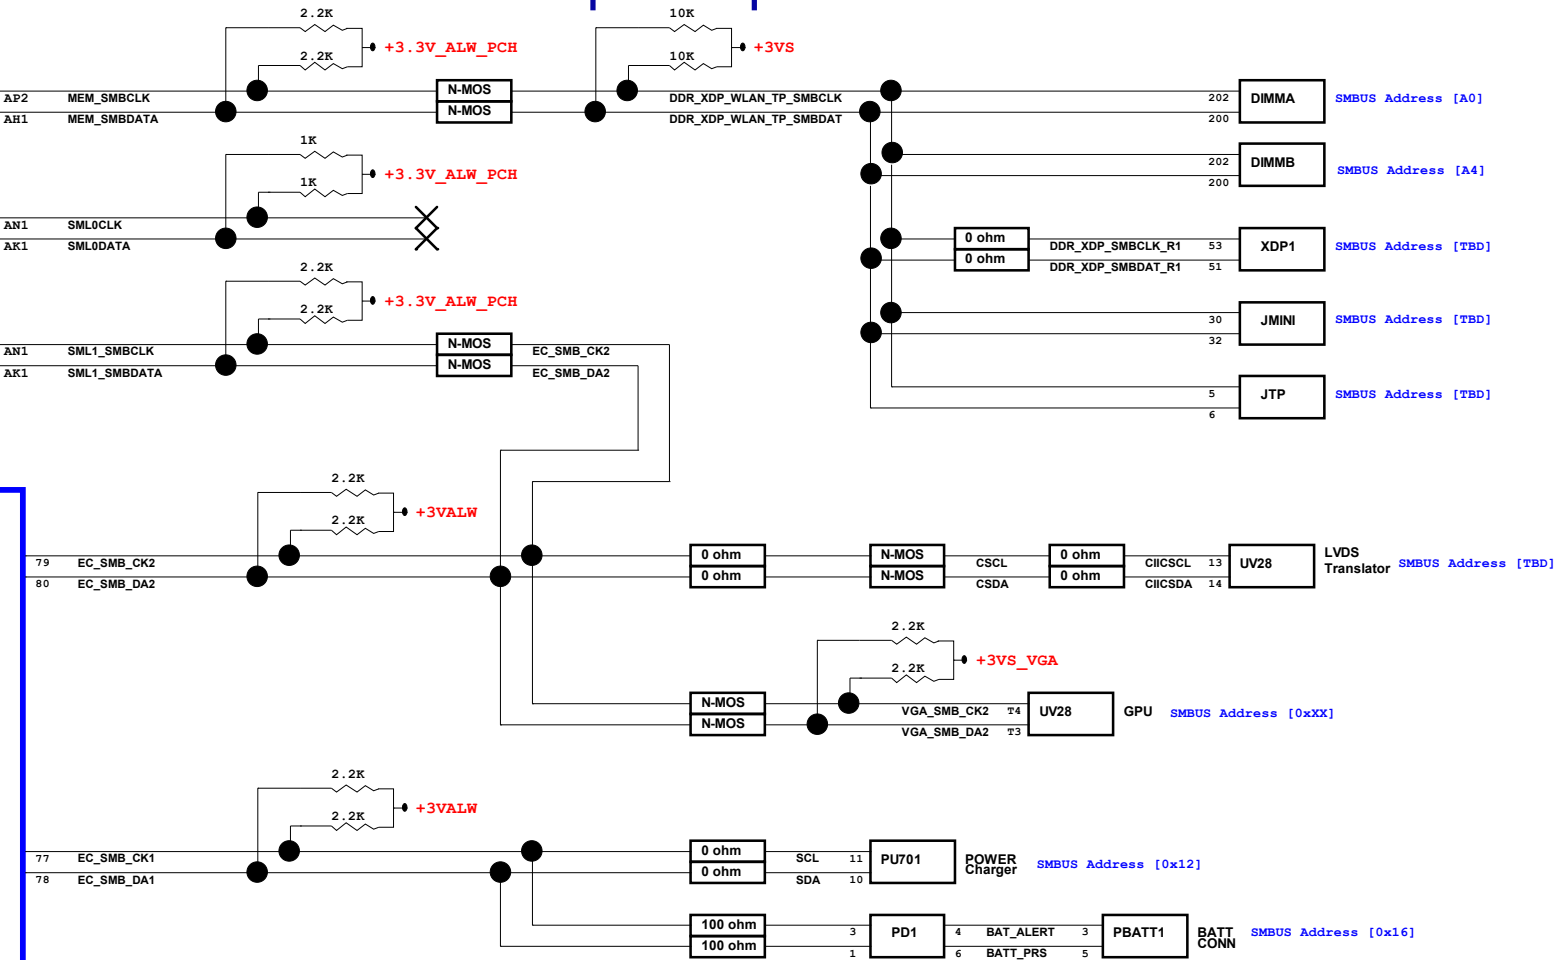 2.2K
10K
+3.3V_ALW_PCH
+3VS
2.2K
10K
N-MOS
AP2 MEM_SMBCLK
DDR_XDP_WLAN_TP_SMBCLK
202 DIMMA
SMBUS Address [A0]
N-MOS
AH1 MEM_SMBDATA
DDR_XDP_WLAN_TP_SMBDAT
200
1K
202 DIMMB
200
SMBUS Address [A4]
+3.3V_ALW_PCH
1K
AN1 SML0CLK
AK1 SML0DATA
0 ohm
DDR_XDP_SMBCLK_R1 53
XDP1
SMBUS Address [TBD]
0 ohm
DDR_XDP_SMBDAT_R1 51
2.2K
+3.3V_ALW_PCH
2.2K
30
JMINI
SMBUS Address [TBD]
32
N-MOS
AN1 SML1_SMBCLK
EC_SMB_CK2
N-MOS
AK1 SML1_SMBDATA
EC_SMB_DA2
5
JTP
SMBUS Address [TBD]
6
2.2K
+3VALW
2.2K
79 EC_SMB_CK2
0 ohm
N-MOS
CSCL
0 ohm
CIICSCL 13
UV28
LVDS
Translator
SMBUS Address [TBD]
80 EC_SMB_DA2
0 ohm
N-MOS
CSDA
0 ohm
CIICSDA 14
2.2K
+3VS_VGA
2.2K
N-MOS
VGA_SMB_CK2 T4
UV28
GPU
SMBUS Address [0xXX]
N-MOS
VGA_SMB_DA2 T3
2.2K
+3VALW
2.2K
77 EC_SMB_CK1
0 ohm
SCL 11
PU701
POWER
Charger
SMBUS Address [0x12]
78 EC_SMB_DA1
0 ohm
SDA 10
100 ohm
3
PD1
4 BAT_ALERT 3
PBATT1
BATT
CONN
SMBUS Address [0x16]
100 ohm
1
6 BATT_PRS 5